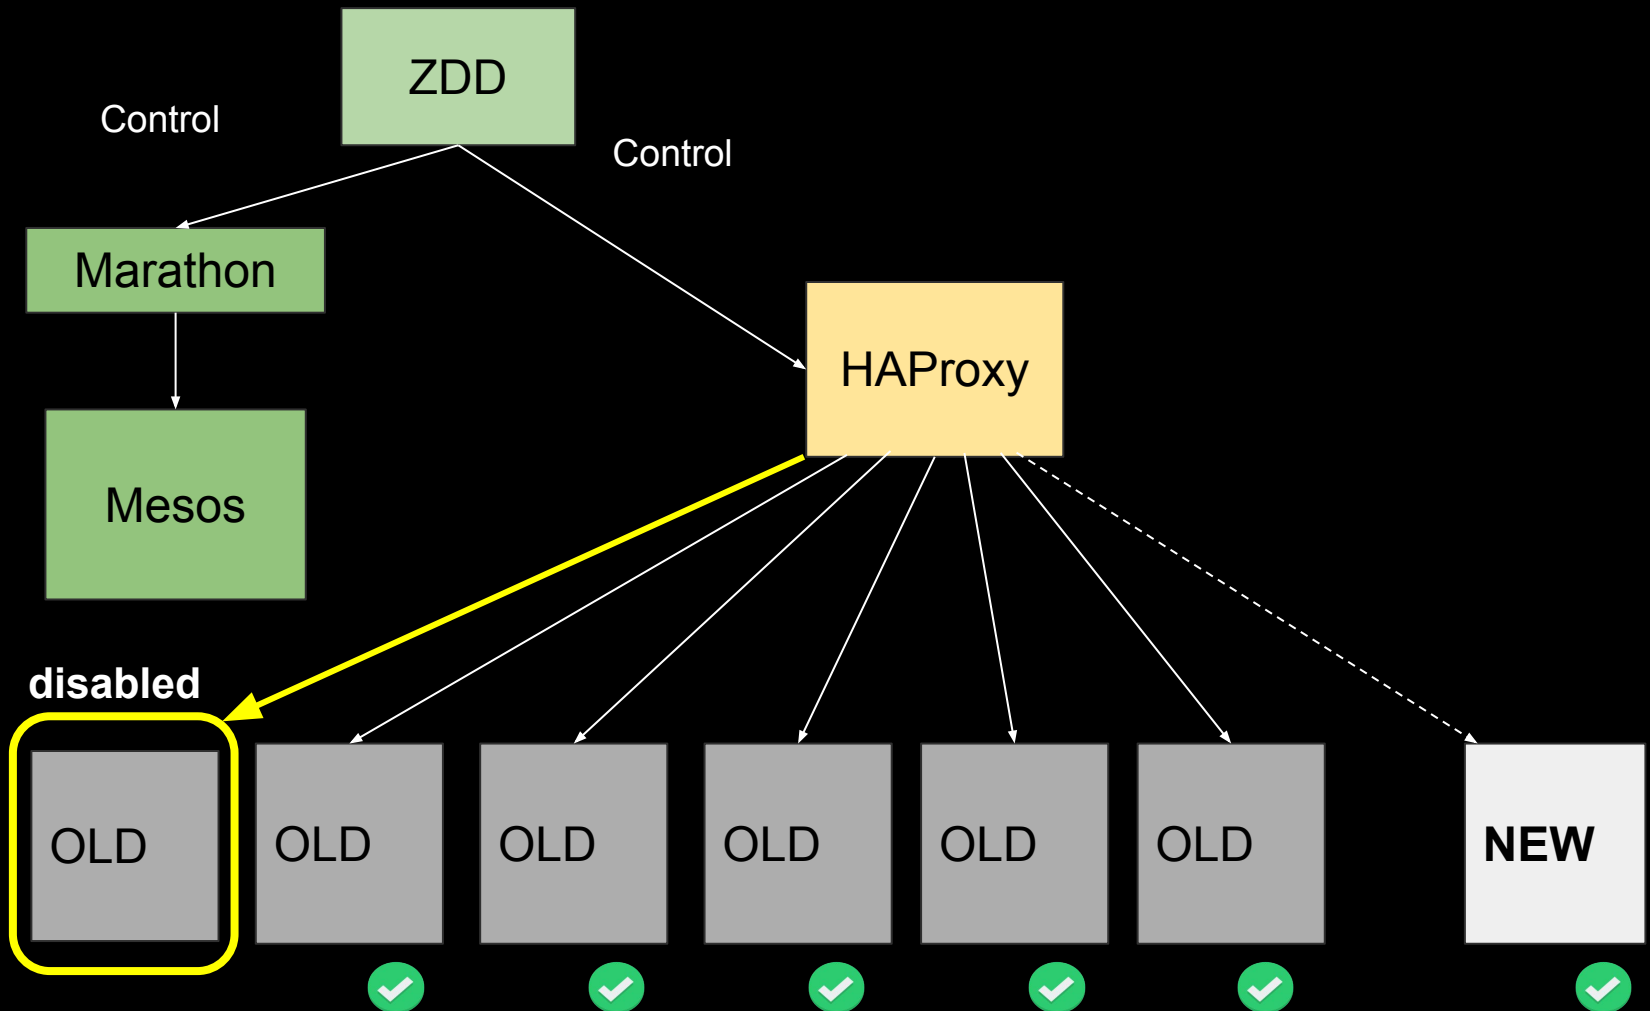 ZDD
Control
Control
Marathon
HAProxy
Mesos
disabled
OLD
OLD
OLD
OLD
OLD
OLD
NEW